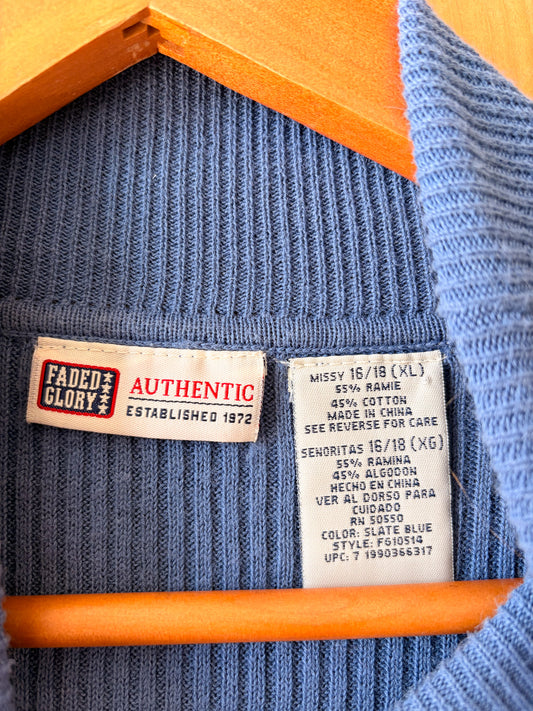 FADED
GLORY
AUTHENTIC
ESTABLISHED 1972
MISSY 16/18 (XL)
55% RAMIE
45% COTTON
MADE IN CHINA
SEE REVERSE FOR CARE
SENORITAS 16/18 (XG)
55% RAMINA
45% ALGODON
HECHO EN CHINA
VER AL DORSO PARA
CUIDADO
RN 50550
COLOR: SLATE BLUE
STYLE: FG10514
UPC: 7 1990366317